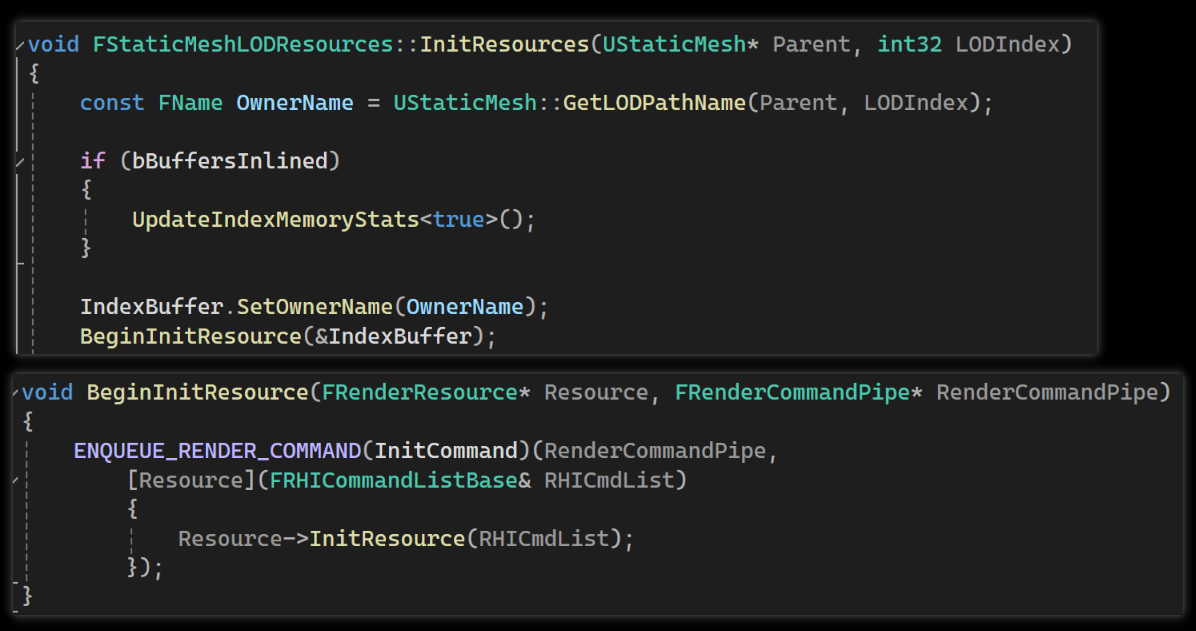 void FStaticMeshLODResources::InitResources(UStaticMesh* Parent, int32 LODIndex)
{
const FName OwnerName = UStaticMesh::GetLODPathName(Parent, LODIndex);
if (bBuffersInlined)
{
UpdateIndexMemoryStats<true>();
}
IndexBuffer.SetOwnerName(OwnerName);
BeginInitResource(&IndexBuffer);
void BeginInitResource(FRenderResource* Resource, FRenderCommandPipe* RenderCommandPipe)
{
ENQUEUE_RENDER_COMMAND(InitCommand)(RenderCommandPipe,
[Resource](FRHICommandListBase& RHICmdList)
{
Resource->InitResource(RHICmdList);
});
}